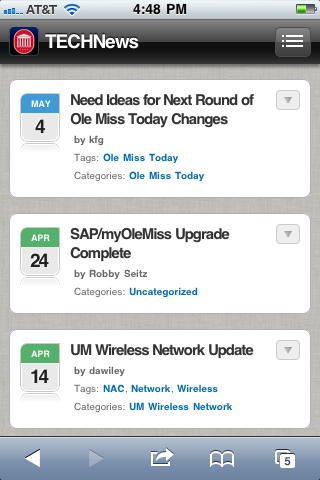 AT&T 4:48 PM
TECHNews
MAY
4
Need Ideas for Next Round of
Ole Miss Today Changes
by kfg
Tags: Ole Miss Today
Categories: Ole Miss Today
APR
24
SAP/myOleMiss Upgrade
Complete
by Robby Seitz
Categories: Uncategorized
APR
14
UM Wireless Network Update
by dawiley
Tags: NAC, Network, Wireless
Categories: UM Wireless Network
5